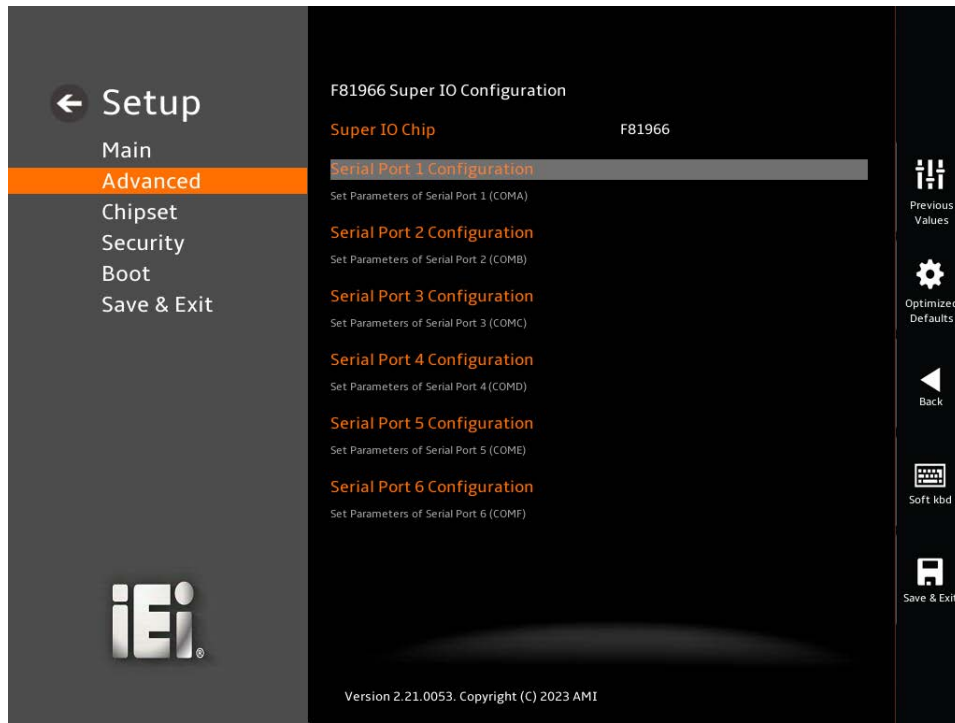 Setup
Main
Advanced
Chipset
Security
Boot
Save & Exit
iEi®
F81966 Super IO Configuration
Super IO Chip F81966
Serial Port 1 Configuration
Set Parameters of Serial Port 1 (COMA)
Serial Port 2 Configuration
Set Parameters of Serial Port 2 (COMB)
Serial Port 3 Configuration
Set Parameters of Serial Port 3 (COMC)
Serial Port 4 Configuration
Set Parameters of Serial Port 4 (COMD)
Serial Port 5 Configuration
Set Parameters of Serial Port 5 (COME)
Serial Port 6 Configuration
Set Parameters of Serial Port 6 (COMF)
Version 2.21.0053. Copyright (C) 2023 AMI
Previous
Values
Optimized
Defaults
Back
Soft kbd
Save & Exit